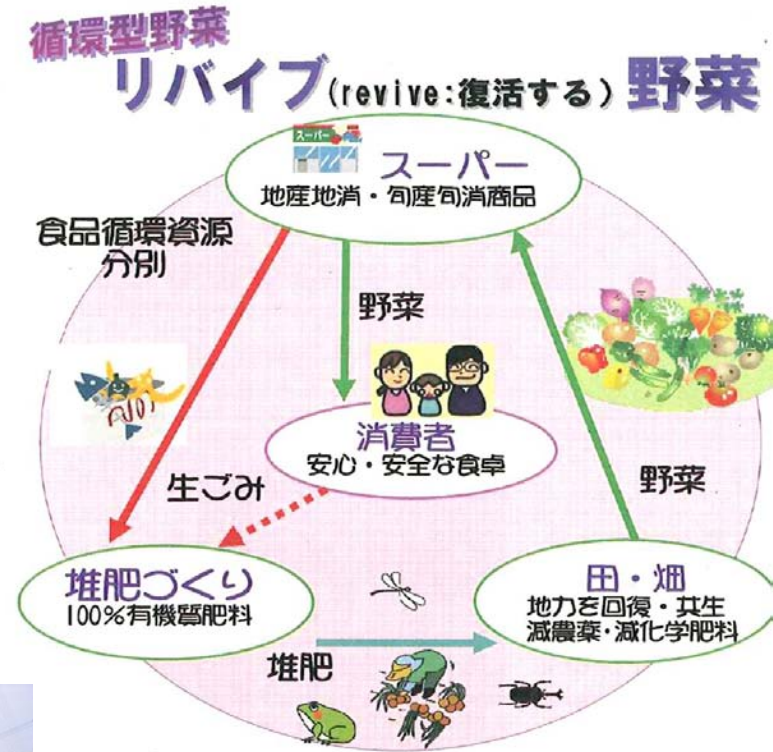 循環型野菜
リバイブ(revive:復活する)野菜
スーパー
スーパー
地産地消・旬産旬消商品
食品循環資源
分別
野菜
消費者
安心・安全な食卓
生ごみ
野菜
堆肥づくり
100%有機質肥料
田・畑
地力を回復・共生
減農薬・減化学肥料
堆肥